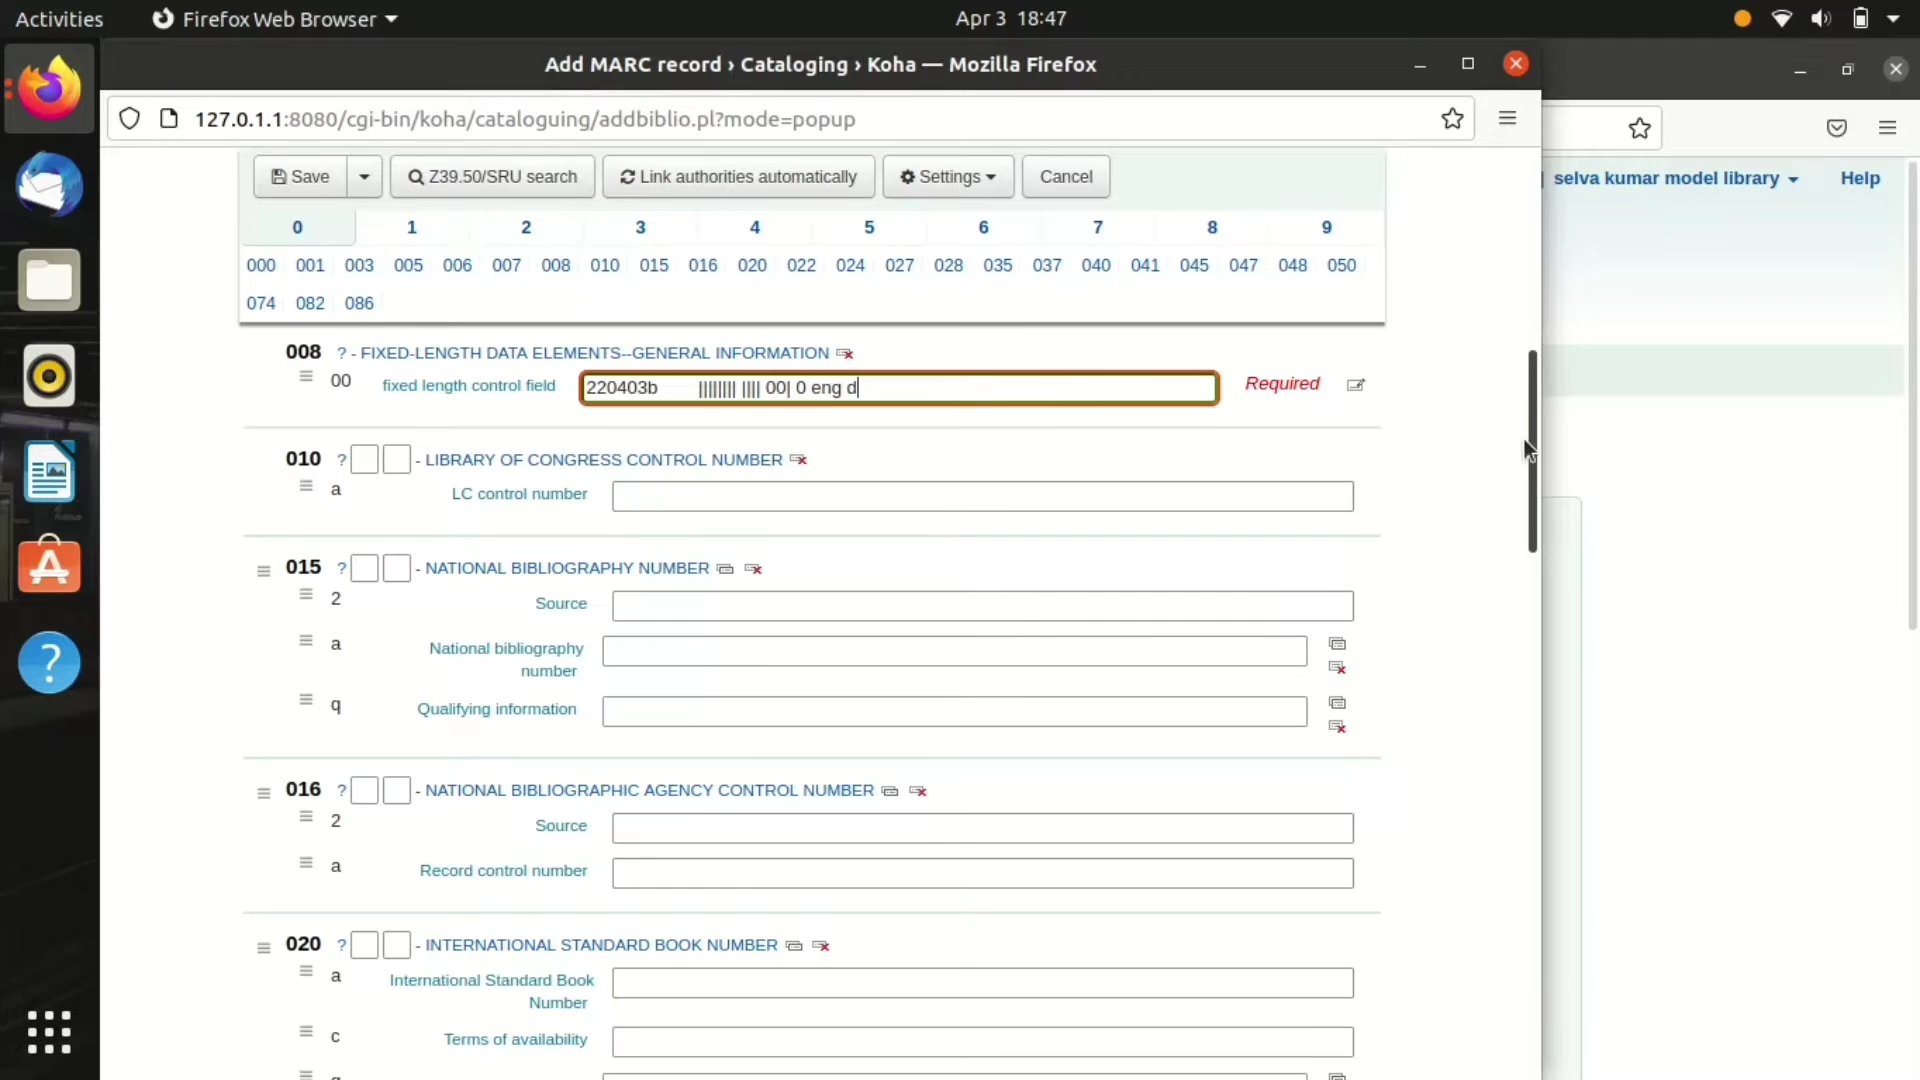 Activities Firefox Web Browser Apr 3 18:47
Add MARC record › Cataloging › Koha — Mozilla Firefox
127.0.1.1:8080/cgi-bin/koha/cataloguing/addbiblio.pl?mode=popup
Save Z39.50/SRU search Link authorities automatically Settings Cancel
selva kumar model library Help
0 1 2 3 4 5 6 7 8 9
000 001 003 005 006 007 008 010 015 016 020 022 024 027 028 035 037 040 041 045 047 048 050
074 082 086
008 ? - FIXED-LENGTH DATA ELEMENTS--GENERAL INFORMATION
00 fixed length control field 220403b |||||||| |||| 00| 0 eng d Required
010 ? - LIBRARY OF CONGRESS CONTROL NUMBER
a LC control number
015 ? - NATIONAL BIBLIOGRAPHY NUMBER
2 Source
a National bibliography
number
q Qualifying information
016 ? - NATIONAL BIBLIOGRAPHIC AGENCY CONTROL NUMBER
2 Source
a Record control number
020 ? - INTERNATIONAL STANDARD BOOK NUMBER
a International Standard Book
Number
c Terms of availability